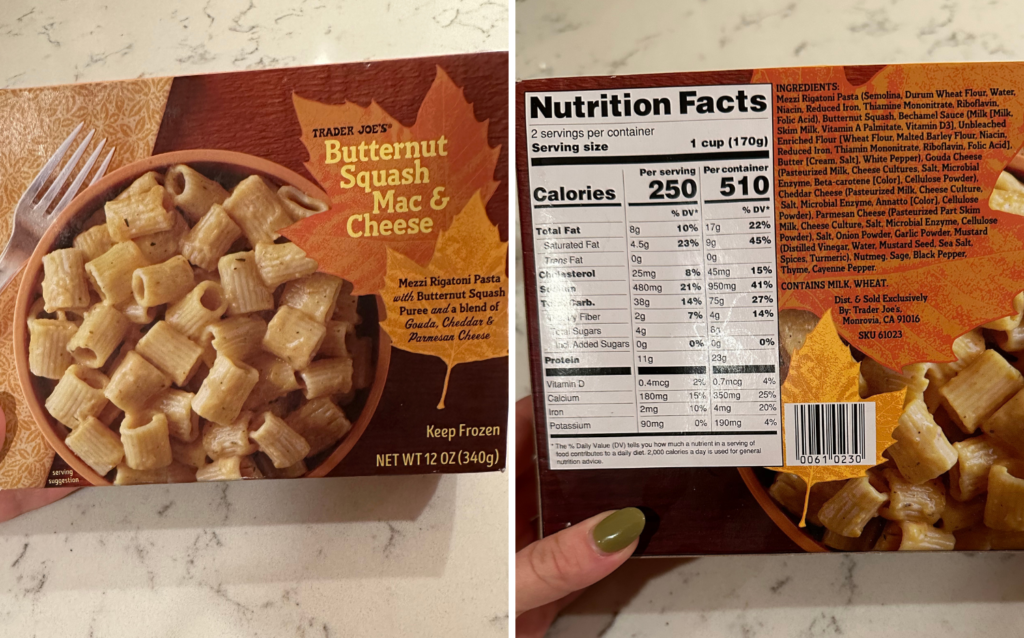 TRADER JOE'S®
Butternut
Squash
Mac &
Cheese
Mezzi Rigatoni Pasta
with Butternut Squash
Puree and a blend of
Gouda, Cheddar &
Parmesan Cheese
Keep Frozen
NET WT 12 OZ (340g)
serving
suggestion
Nutrition Facts
2 servings per container
Serving size 1 cup (170g)
Per serving Per container
Calories 250 510
% DV* % DV*
Total Fat 8g 10% 17g 22%
Saturated Fat 4.5g 23% 9g 45%
Trans Fat 0g 0g
Cholesterol 25mg 8% 45mg 15%
Sodium 480mg 21% 950mg 41%
Total Carb. 38g 14% 75g 27%
Fiber 2g 7% 4g 14%
Total Sugars 4g
Incl. Added Sugars 0g 0% 0g 0%
Protein 11g 23g
Vitamin D 0.4mcg 2% 0.7mcg 4%
Calcium 180mg 15% 350mg 25%
Iron 2mg 10% 4mg 20%
Potassium 90mg 0% 190mg 4%
* The % Daily Value (DV) tells you how much a nutrient in a serving of
food contributes to a daily diet. 2,000 calories a day is used for general
nutrition advice.
INGREDIENTS:
Mezzi Rigatoni Pasta (Semolina, Durum Wheat Flour, Water,
Niacin, Reduced Iron, Thiamine Mononitrate, Riboflavin,
Folic Acid), Butternut Squash, Bechamel Sauce (Milk [Milk,
Skim Milk, Vitamin A Palmitate, Vitamin D3], Unbleached
Enriched Flour [Wheat Flour, Malted Barley Flour, Niacin,
Reduced Iron, Thiamin Mononitrate, Riboflavin, Folic Acid],
Butter [Cream, Salt], White Pepper), Gouda Cheese
(Pasteurized Milk, Cheese Cultures, Salt, Microbial
Enzyme, Beta-carotene [Color], Cellulose Powder),
Cheddar Cheese (Pasteurized Milk, Cheese Culture,
Salt, Microbial Enzyme, Annatto [Color], Cellulose
Powder), Parmesan Cheese (Pasteurized Part Skim
Milk, Cheese Culture, Salt, Microbial Enzyme, Cellulose
Powder), Salt, Onion Powder, Garlic Powder, Mustard
(Distilled Vinegar, Water, Mustard Seed, Sea Salt,
Spices, Turmeric), Nutmeg, Sage, Black Pepper,
Thyme, Cayenne Pepper.
CONTAINS MILK, WHEAT.
Dist. & Sold Exclusively
By: Trader Joe's,
Monrovia, CA 91016
SKU 61023
0061 0230